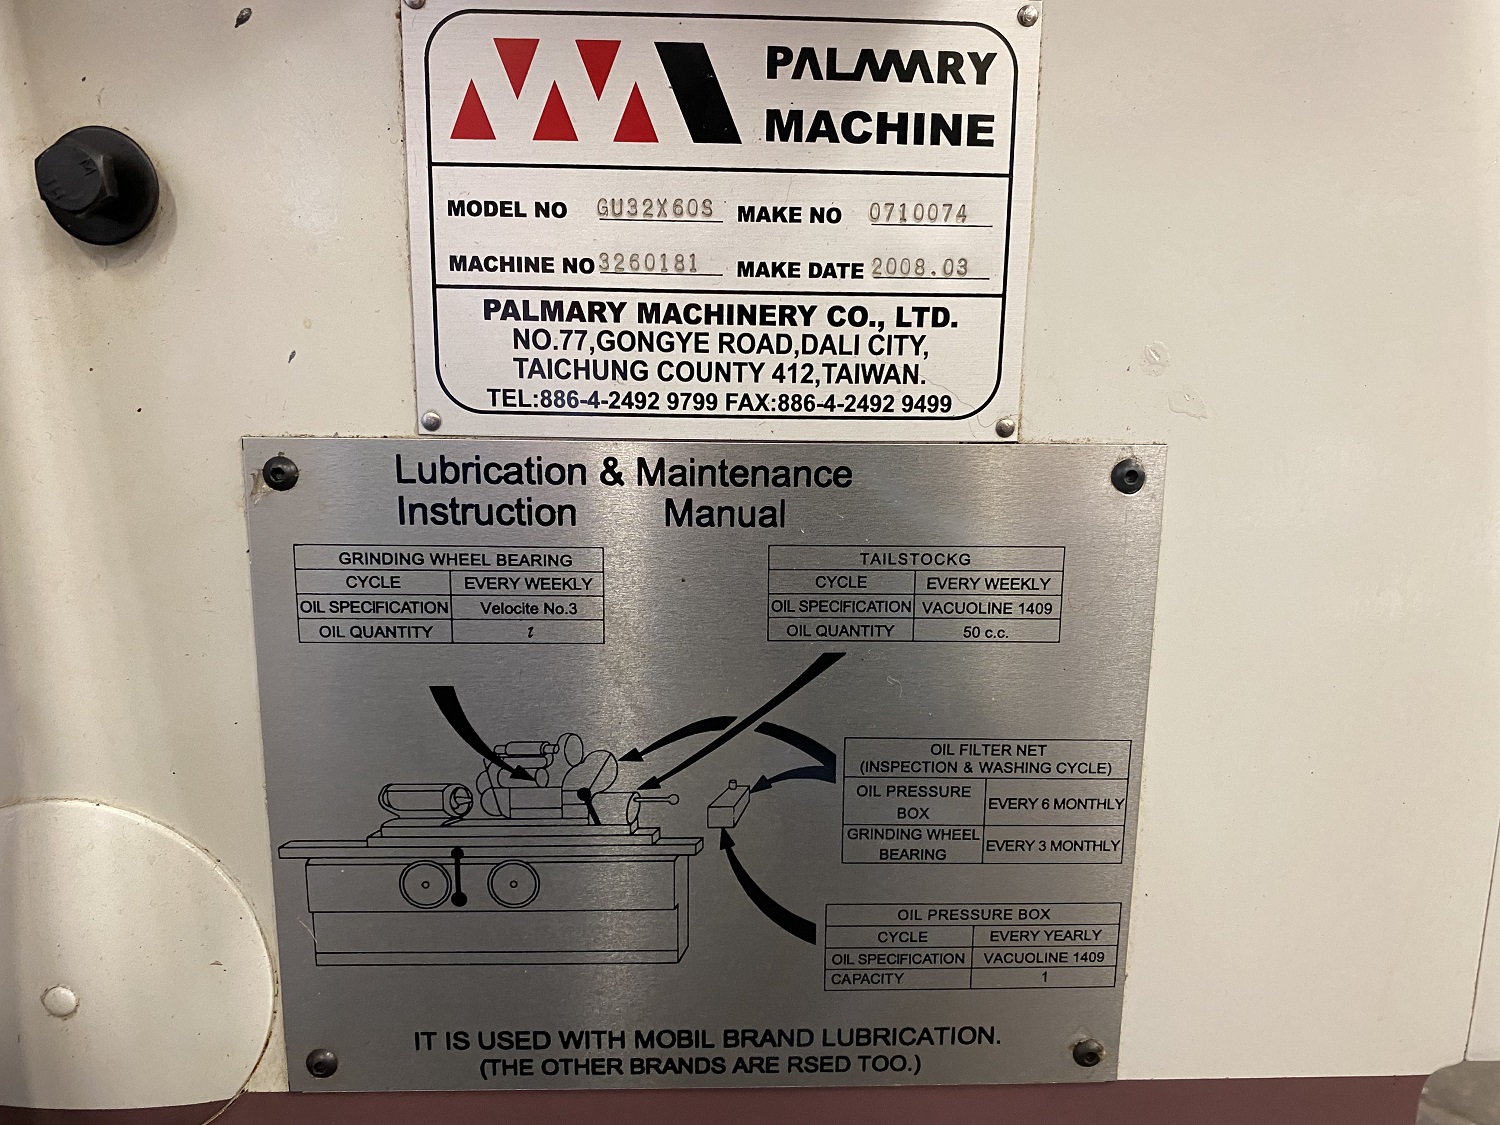 PALMARY
MACHINE
MODEL NO GU32X60S MAKE NO 0710074
MACHINE NO 3260181 MAKE DATE 2008.03
PALMARY MACHINERY CO., LTD.
NO.77,GONGYE ROAD,DALI CITY,
TAICHUNG COUNTY 412,TAIWAN.
TEL:886-4-2492 9799 FAX:886-4-2492 9499
Lubrication & Maintenance
Instruction Manual
GRINDING WHEEL BEARING
CYCLE EVERY WEEKLY
OIL SPECIFICATION Velocite No.3
OIL QUANTITY l
TAILSTOCKG
CYCLE EVERY WEEKLY
OIL SPECIFICATION VACUOLINE 1409
OIL QUANTITY 50 c.c.
OIL FILTER NET
(INSPECTION & WASHING CYCLE)
OIL PRESSURE
BOX
EVERY 6 MONTHLY
GRINDING WHEEL
BEARING
EVERY 3 MONTHLY
OIL PRESSURE BOX
CYCLE EVERY YEARLY
OIL SPECIFICATION VACUOLINE 1409
CAPACITY 1
IT IS USED WITH MOBIL BRAND LUBRICATION.
(THE OTHER BRANDS ARE RSED TOO.)